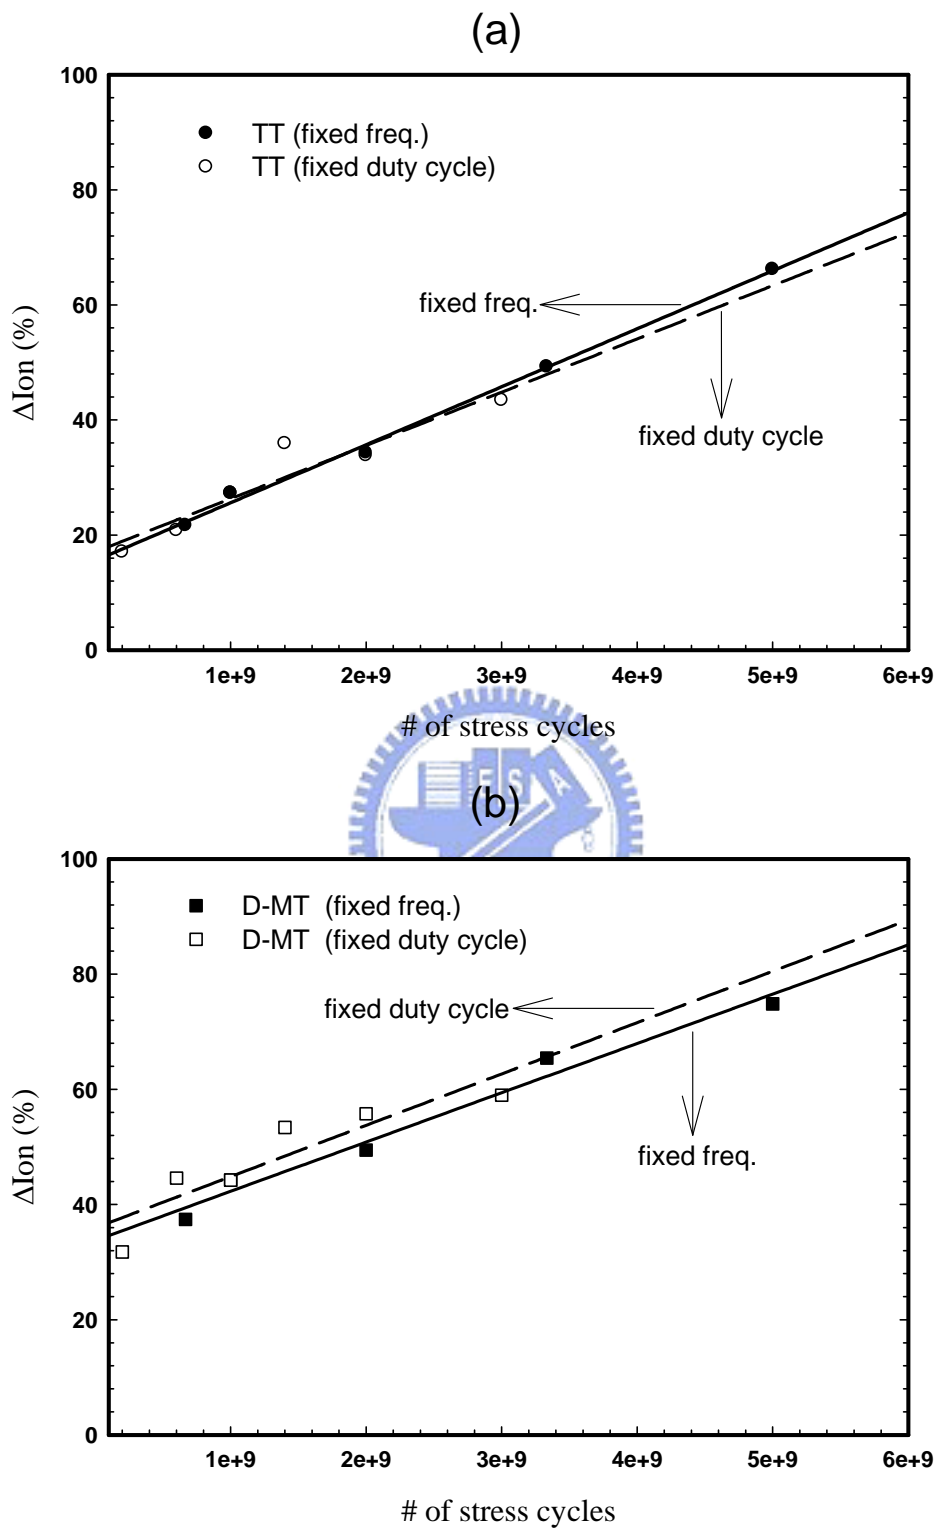 (a)
100
TT (fixed freq.)
TT (fixed duty cycle)
80
fixed freq.
60
ΔIon (%)
40
fixed duty cycle
20
0
1e+9 2e+9 3e+9 4e+9 5e+9 6e+9
# of stress cycles
E S A
(b)
100
D-MT (fixed freq.)
D-MT (fixed duty cycle)
80
fixed duty cycle
60
ΔIon (%)
fixed freq.
40
20
0
1e+9 2e+9 3e+9 4e+9 5e+9 6e+9
# of stress cycles